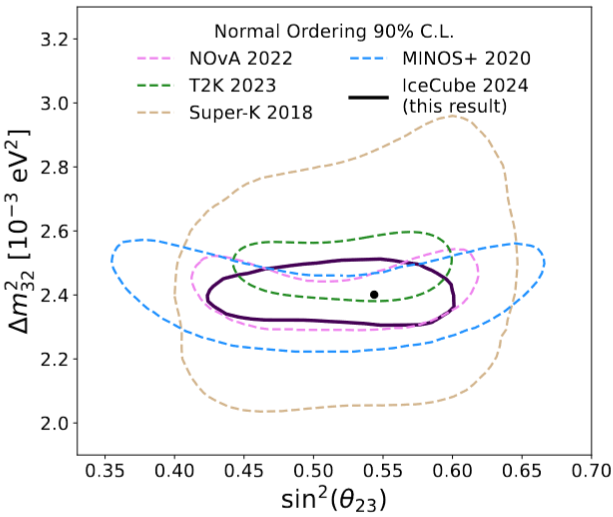 Normal Ordering 90% C.L.
NOvA 2022
T2K 2023
Super-K 2018
MINOS+ 2020
IceCube 2024
(this result)
Δm²₃₂ [10⁻³ eV²]
3.2
3.0
2.8
2.6
2.4
2.2
2.0
0.35 0.40 0.45 0.50 0.55 0.60 0.65 0.70
sin²(θ₂₃)